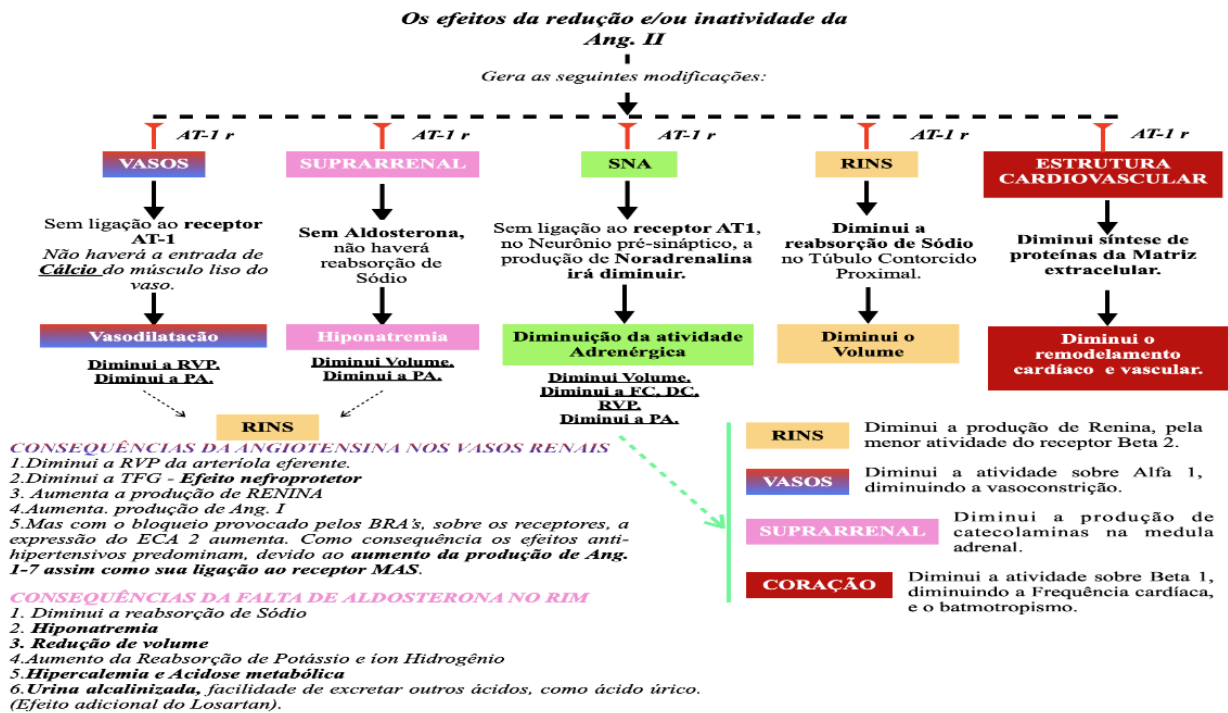 Os efeitos da redução e/ou inatividade da
Ang. II
Gera as seguintes modificações:
AT-1 r
AT-1 r
AT-1 r
AT-1 r
AT-1 r
VASOS
Sem ligação ao receptor
AT-1
Não haverá a entrada de
Cálcio do músculo liso do
vaso.
Vasodilatação
Diminui a RVP.
Diminui a PA.
SUPRARRENAL
Sem Aldosterona,
não haverá
reabsorção de
Sódio
Hiponatremia
Diminui Volume.
Diminui a PA.
SNA
Sem ligação ao receptor AT1,
no Neurônio pré-sináptico, a
produção de Noradrenalina
irá diminuir.
Diminuição da atividade
Adrenérgica
Diminui Volume.
Diminui a FC, DC,
RVP.
Diminui a PA.
RINS
Diminui a
reabsorção de Sódio
no Túbulo Contorcido
Proximal.
Diminui o
Volume
ESTRUTURA
CARDIOVASCULAR
Diminui síntese de
proteínas da Matriz
extracelular.
Diminui o
remodelamento
cardíaco e vascular.
RINS
CONSEQUÊNCIAS DA ANGIOTENSINA NOS VASOS RENAIS
1.Diminui a RVP da arteríola eferente.
2.Diminui a TFG - Efeito nefroprotetor
3. Aumenta a produção de RENINA
4.Aumenta. produção de Ang. I
5.Mas com o bloqueio provocado pelos BRA's, sobre os receptores, a
expressão do ECA 2 aumenta. Como consequência os efeitos anti-
hipertensivos predominam, devido ao aumento da produção de Ang.
1-7 assim como sua ligação ao receptor MAS.
CONSEQUÊNCIAS DA FALTA DE ALDOSTERONA NO RIM
1. Diminui a reabsorção de Sódio
2. Hiponatremia
3. Redução de volume
4.Aumento da Reabsorção de Potássio e íon Hidrogênio
5.Hipercalemia e Acidose metabólica
6.Urina alcalinizada, facilidade de excretar outros ácidos, como ácido úrico.
(Efeito adicional do Losartan).
RINS
Diminui a produção de Renina, pela
menor atividade do receptor Beta 2.
VASOS
Diminui a atividade sobre Alfa 1,
diminuindo a vasoconstrição.
SUPRARRENAL
Diminui a produção de
catecolaminas na medula
adrenal.
CORAÇÃO
Diminui a atividade sobre Beta 1,
diminuindo a Frequência cardíaca,
e o batmotropismo.